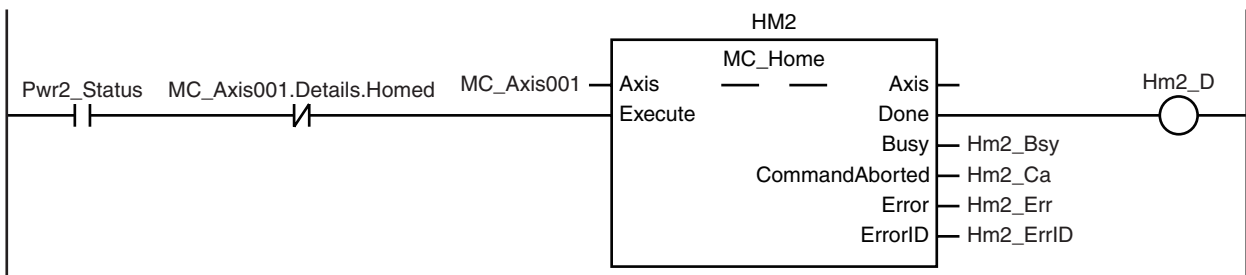 HM2
MC_Home
Pwr2_Status MC_Axis001.Details.Homed MC_Axis001 Axis Axis Hm2_D
Execute Done
Busy Hm2_Bsy
CommandAborted Hm2_Ca
Error Hm2_Err
ErrorID Hm2_ErrID